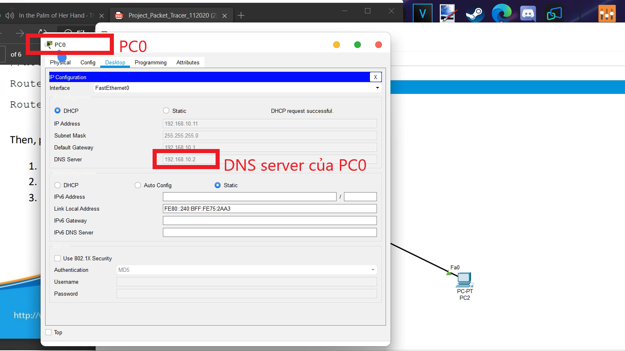 In the Palm of Her Hand -
Project_Packet_Tracer_112020 (2
of 6
PC0
PC0
Physical Config Desktop Programming Attributes
IP Configuration X
Interface FastEthernet0
Route
DHCP Static DHCP request successful.
Route
IP Address 192.168.10.11
Subnet Mask 255.255.255.0
Then, p
Default Gateway 192.168.10.1
DNS Server 192.168.10.2
DNS server của PC0
1.
2.
3.
DHCP Auto Config Static
IPv6 Address /
Link Local Address FE80::240:BFF:FE75:2AA3
IPv6 Gateway
IPv6 DNS Server
Use 802.1X Security
Authentication MD5
Username
Password
http://
Top
Fa0
PC-PT
PC2